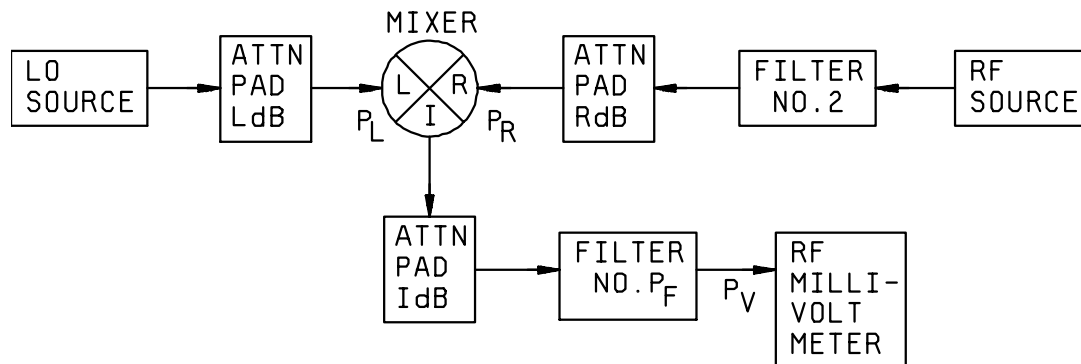 MIXER
LO
SOURCE
ATTN
PAD
LdB
L
R
I
P_L
P_R
ATTN
PAD
RdB
FILTER
NO.2
RF
SOURCE
ATTN
PAD
IdB
FILTER
NO.P_F
P_V
RF
MILLI-
VOLT
METER